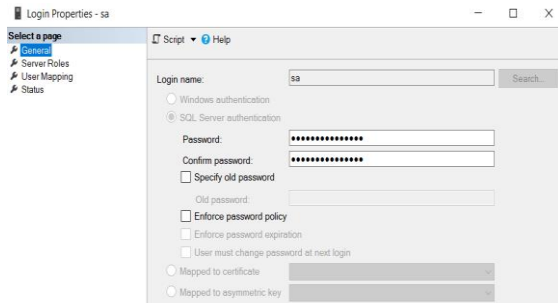 Login Properties - sa
Select a page
General
Server Roles
User Mapping
Status
Script Help
Login name: sa Search...
Windows authentication
SQL Server authentication
Password: •••••••••••••••
Confirm password: •••••••••••••••
Specify old password
Old password:
Enforce password policy
Enforce password expiration
User must change password at next login
Mapped to certificate
Mapped to asymmetric key